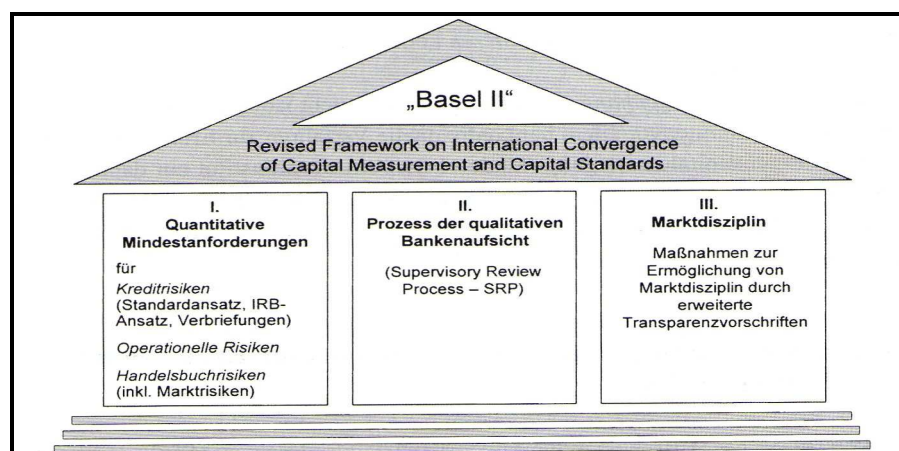 „Basel II“
Revised Framework on International Convergence
of Capital Measurement and Capital Standards
I.
Quantitative
Mindestanforderungen
für
Kreditrisiken
(Standardansatz, IRB-
Ansatz, Verbriefungen)
Operationelle Risiken
Handelsbuchrisiken
(inkl. Marktrisiken)
II.
Prozess der qualitativen
Bankenaufsicht
(Supervisory Review
Process – SRP)
III.
Marktdisziplin
Maßnahmen zur
Ermöglichung von
Marktdisziplin durch
erweiterte
Transparenzvorschriften